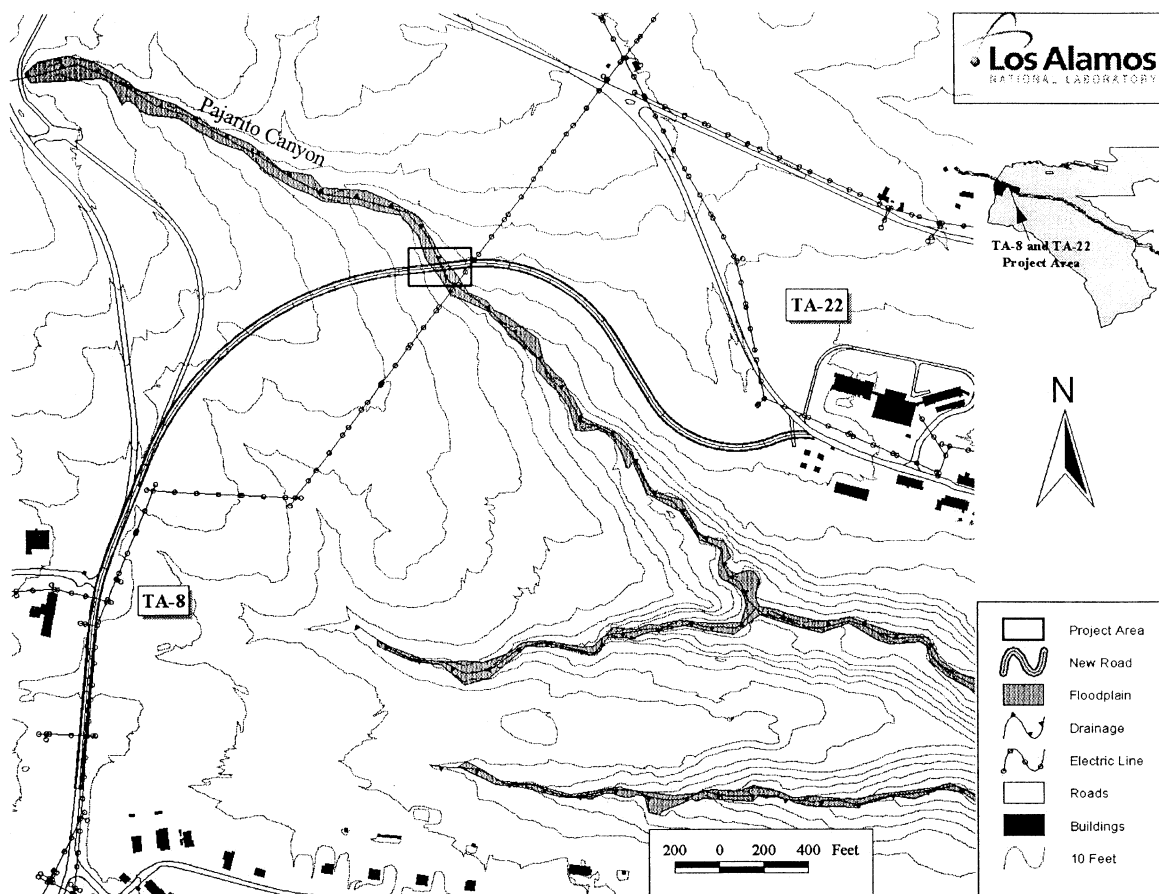 Los Alamos
NATIONAL LABORATORY
Pajarito Canyon
TA-8 and TA-22
Project Area
TA-22
N
TA-8
Project Area
New Road
Floodplain
Drainage
Electric Line
Roads
Buildings
10 Feet
200 0 200 400 Feet